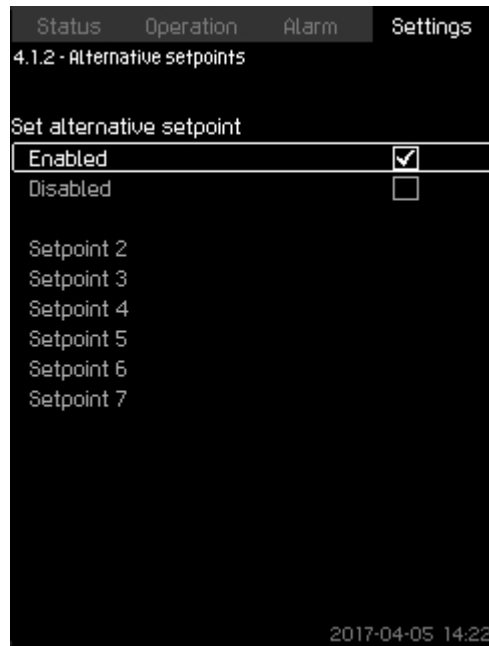 Status Operation Alarm Settings
4.1.2 - Alternative setpoints
Set alternative setpoint
Enabled
Disabled
Setpoint 2
Setpoint 3
Setpoint 4
Setpoint 5
Setpoint 6
Setpoint 7
2017-04-05 14:22